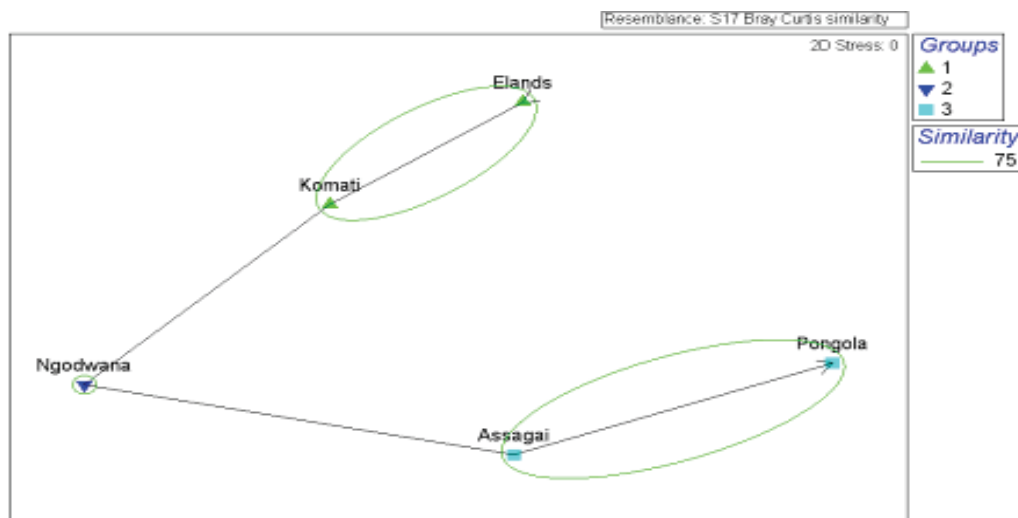 Resemblance: S17 Bray Curtis similarity
2D Stress: 0
Groups
1
2
3
Similarity
75
Elands
Komati
Ngodwana
Pongola
Assagai